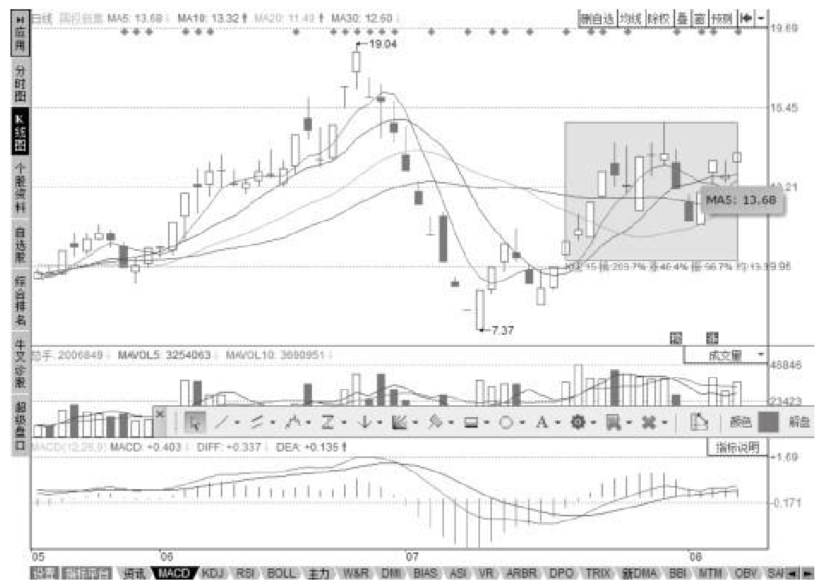 日线 国投创意 MA5: 13.68↓ MA10: 13.32↑ MA20: 11.49↑ MA30: 12.60↓
删自选 均线 除权 叠 窗 预测
应用
分时图
K线图
个股资料
自选股
综合排名
牛叉诊股
超级盘口
19.69
19.04
15.45
MA5: 13.68
9.96
7.37
总手: 2006849↓ MAVOL5: 3254063↓ MAVOL10: 3690951↓
成交量
46846
23423
A
颜色
解盘
MACD(12,26,9) MACD: +0.403↓ DIFF: +0.337↓ DEA: +0.135↑
指标说明
+1.69
-0.171
05 06 07 08
设置 指标平台 资讯 MACD KDJ RSI BOLL 主力 W&R DMI BIAS ASI VR ARBR DPO TRIX 新DMA BBI MTM OBV SAR